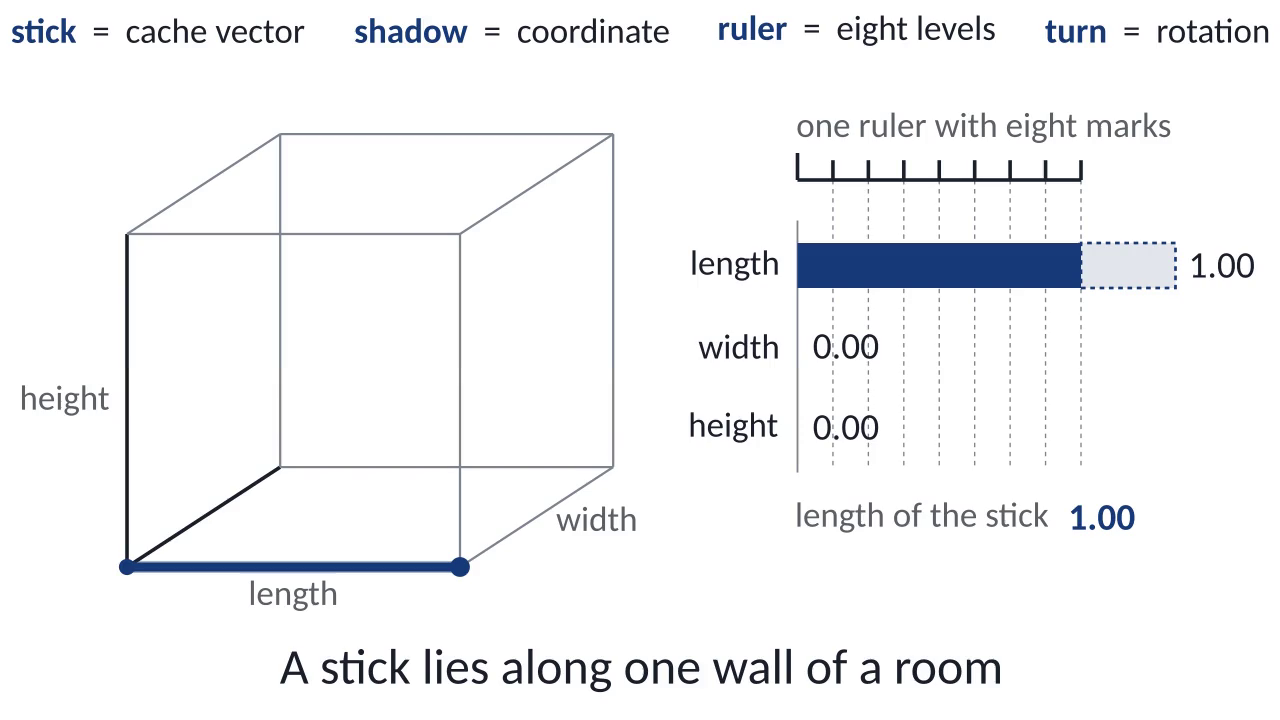 stick = cache vector
shadow = coordinate
ruler = eight levels
turn = rotation
one ruler with eight marks
length 1.00
width 0.00
height 0.00
length of the stick 1.00
height
width
length
A stick lies along one wall of a room